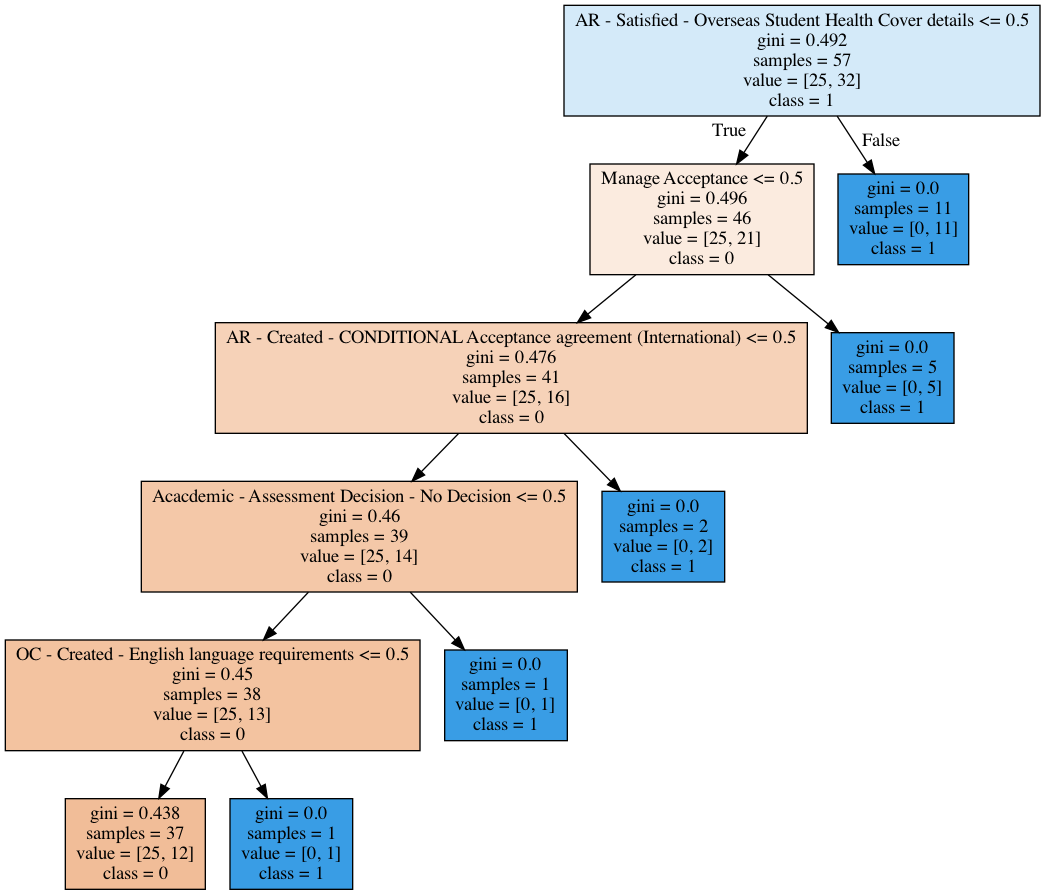 AR - Satisfied - Overseas Student Health Cover details <= 0.5
gini = 0.492
samples = 57
value = [25, 32]
class = 1
True
False
Manage Acceptance <= 0.5
gini = 0.496
samples = 46
value = [25, 21]
class = 0
gini = 0.0
samples = 11
value = [0, 11]
class = 1
AR - Created - CONDITIONAL Acceptance agreement (International) <= 0.5
gini = 0.476
samples = 41
value = [25, 16]
class = 0
gini = 0.0
samples = 5
value = [0, 5]
class = 1
Acacdemic - Assessment Decision - No Decision <= 0.5
gini = 0.46
samples = 39
value = [25, 14]
class = 0
gini = 0.0
samples = 2
value = [0, 2]
class = 1
OC - Created - English language requirements <= 0.5
gini = 0.45
samples = 38
value = [25, 13]
class = 0
gini = 0.0
samples = 1
value = [0, 1]
class = 1
gini = 0.438
samples = 37
value = [25, 12]
class = 0
gini = 0.0
samples = 1
value = [0, 1]
class = 1